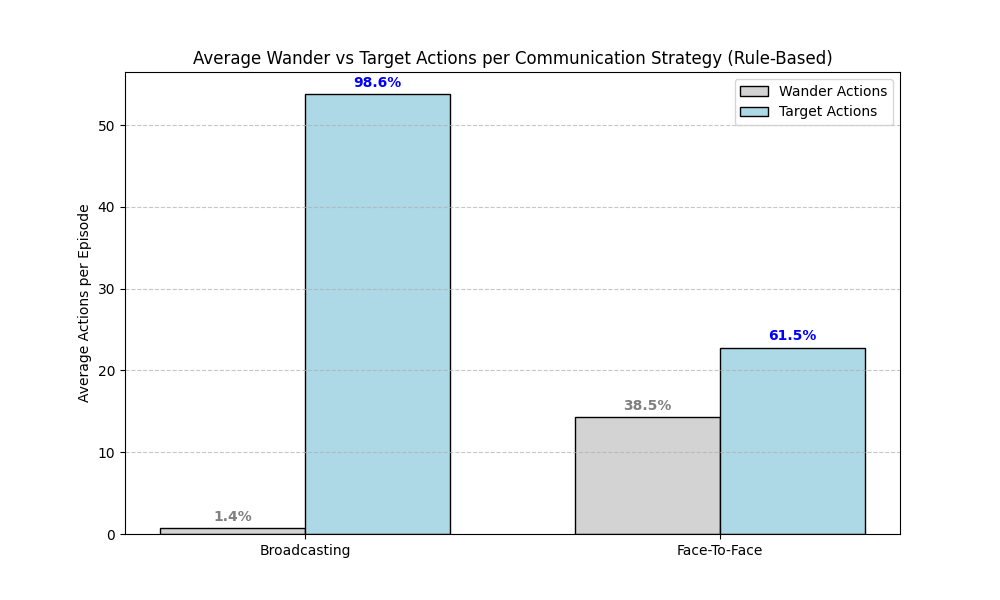 Average Wander vs Target Actions per Communication Strategy (Rule-Based)
98.6%
Wander Actions
Target Actions
50
40
30
20
10
0
Average Actions per Episode
61.5%
38.5%
1.4%
Broadcasting
Face-To-Face